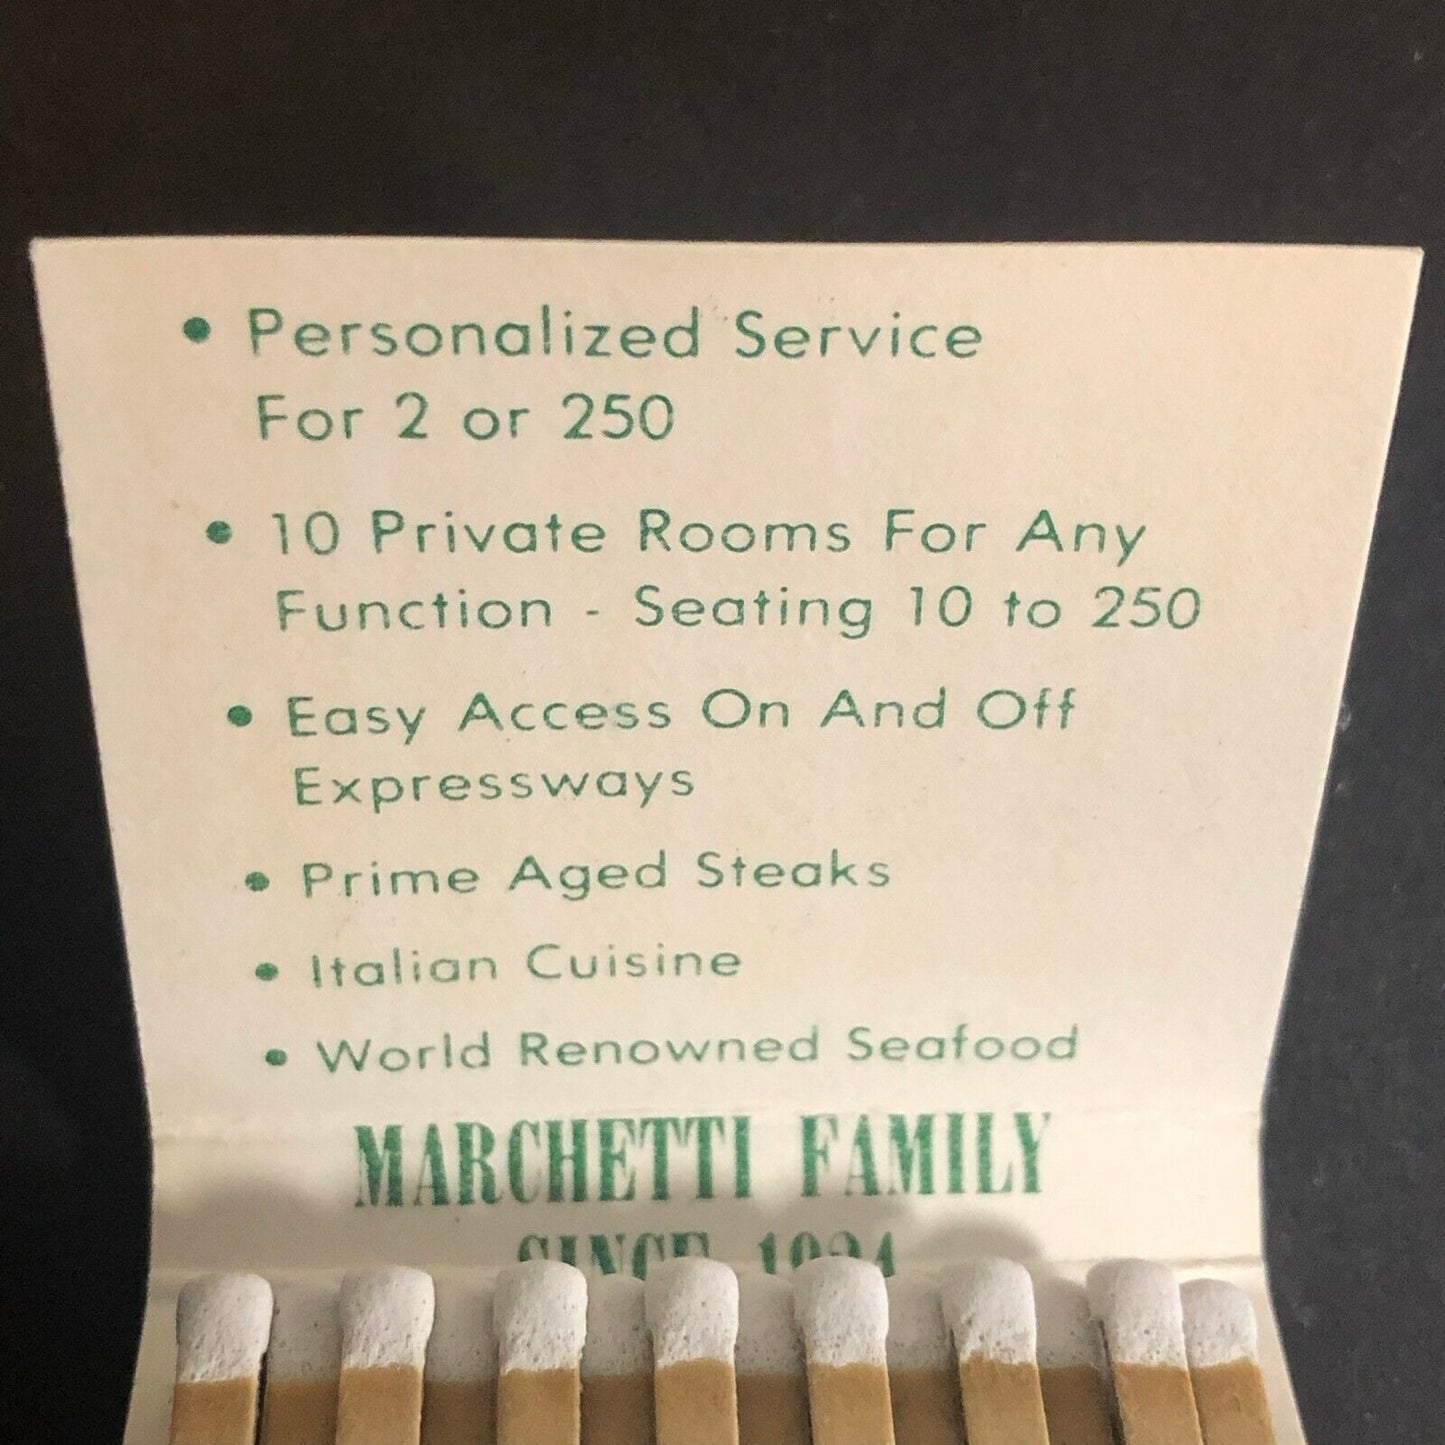 • Personalized Service
For 2 or 250
• 10 Private Rooms For Any
Function - Seating 10 to 250
• Easy Access On And Off
Expressways
• Prime Aged Steaks
• Italian Cuisine
• World Renowned Seafood
MARCHETTI FAMILY
SINCE